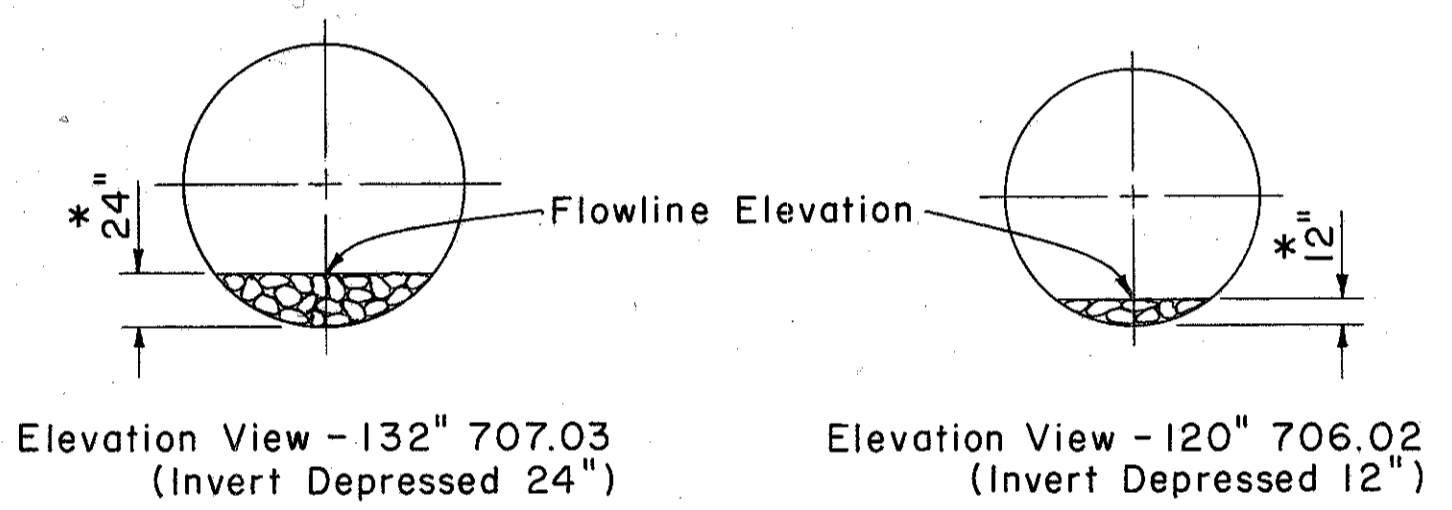 * 24"
Flowline Elevation
* 12"
Elevation View - 132" 707.03
(Invert Depressed 24")
Elevation View - 120" 706.02
(Invert Depressed 12")